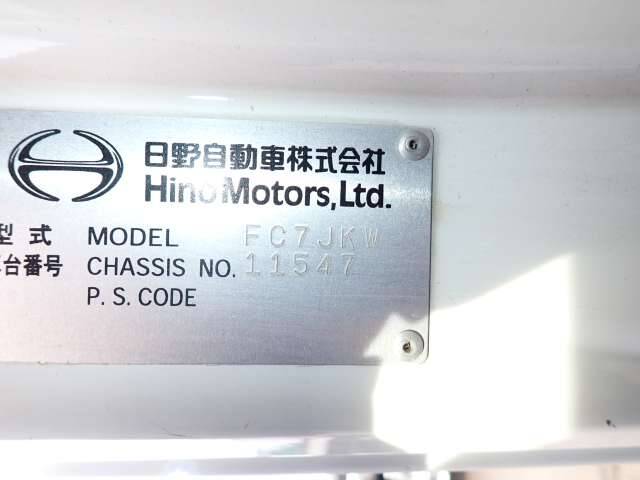 日野自動車株式会社
Hino Motors, Ltd.
型式 MODEL FC7JKW
台番号 CHASSIS NO. 11547
P. S. CODE